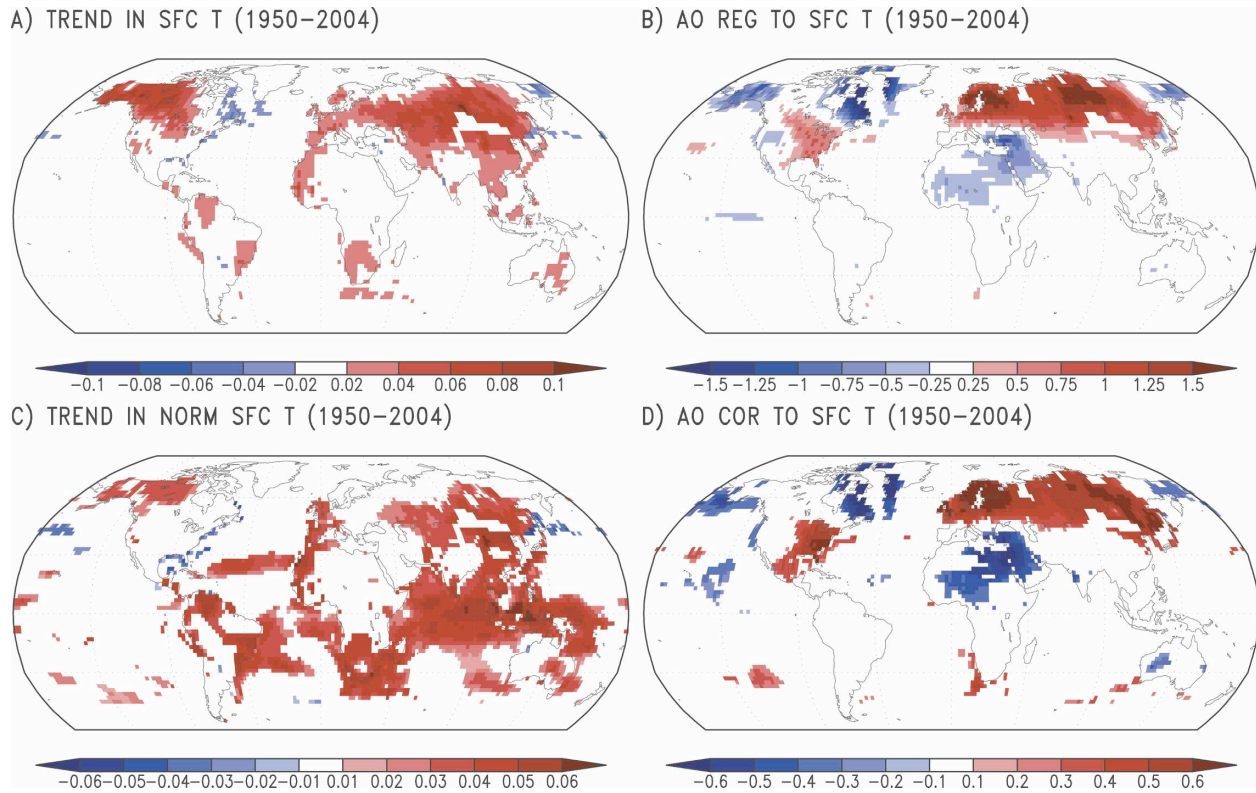 A) TREND IN SFC T (1950−2004)
B) AO REG TO SFC T (1950−2004)
−0.1 −0.08 −0.06 −0.04 −0.02 0.02 0.04 0.06 0.08 0.1
−1.5 −1.25 −1 −0.75 −0.5 −0.25 0.25 0.5 0.75 1 1.25 1.5
C) TREND IN NORM SFC T (1950−2004)
D) AO COR TO SFC T (1950−2004)
−0.06 −0.05 −0.04 −0.03 −0.02 −0.01 0.01 0.02 0.03 0.04 0.05 0.06
−0.6 −0.5 −0.4 −0.3 −0.2 −0.1 0.1 0.2 0.3 0.4 0.5 0.6